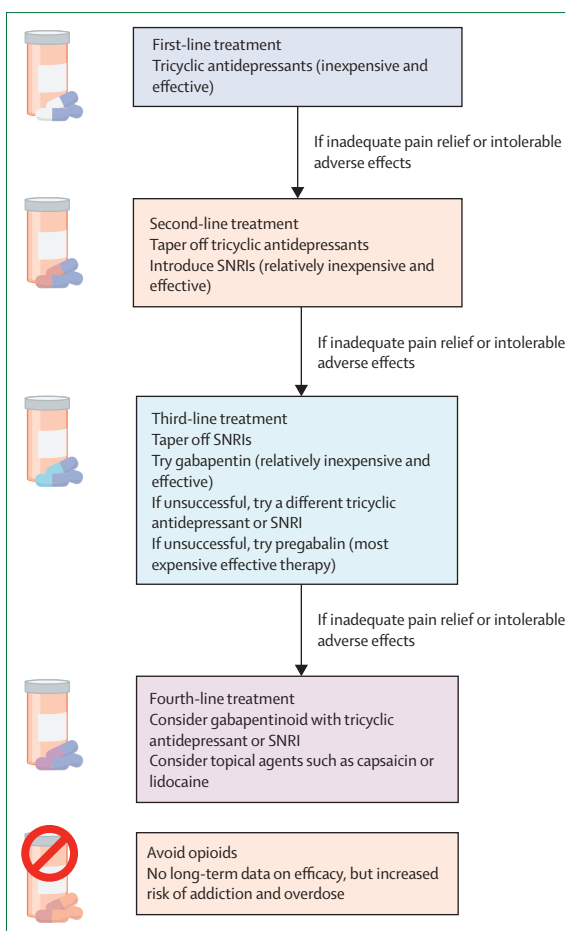 First-line treatment
Tricyclic antidepressants (inexpensive and
effective)
If inadequate pain relief or intolerable
adverse effects
Second-line treatment
Taper off tricyclic antidepressants
Introduce SNRIs (relatively inexpensive and
effective)
If inadequate pain relief or intolerable
adverse effects
Third-line treatment
Taper off SNRIs
Try gabapentin (relatively inexpensive and
effective)
If unsuccessful, try a different tricyclic
antidepressant or SNRI
If unsuccessful, try pregabalin (most
expensive effective therapy)
If inadequate pain relief or intolerable
adverse effects
Fourth-line treatment
Consider gabapentinoid with tricyclic
antidepressant or SNRI
Consider topical agents such as capsaicin or
lidocaine
Avoid opioids
No long-term data on efficacy, but increased
risk of addiction and overdose